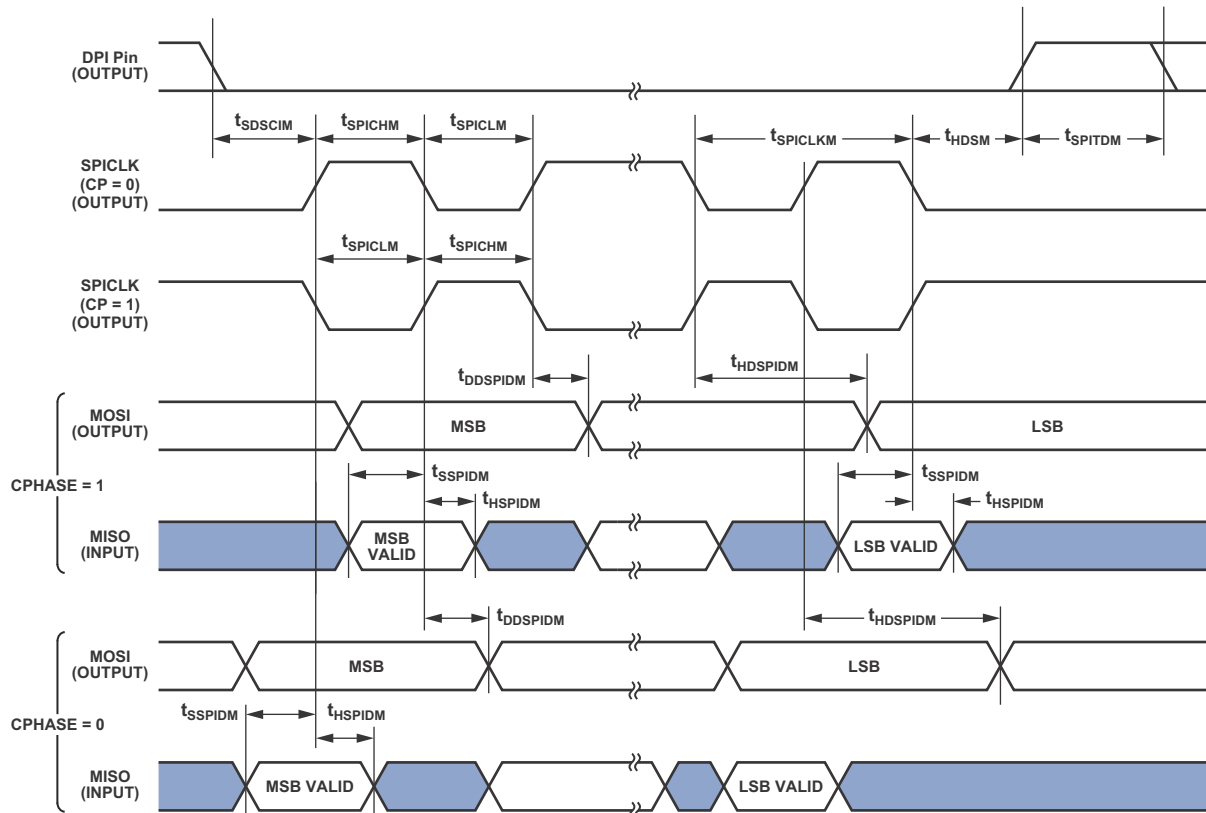 DPI Pin
(OUTPUT)
tSDSCIM
tSPICHM
tSPICLM
tSPICLKM
tHDSM
tSPITDM
SPICLK
(CP = 0)
(OUTPUT)
tSPICLM
tSPICHM
SPICLK
(CP = 1)
(OUTPUT)
tDDSPIDM
tHDSPIDM
CPHASE = 1
MOSI
(OUTPUT)
MSB
LSB
tSSPIDM
tHSPIDM
tSSPIDM
tHSPIDM
MISO
(INPUT)
MSB
VALID
LSB VALID
tDDSPIDM
tHDSPIDM
CPHASE = 0
MOSI
(OUTPUT)
MSB
LSB
tSSPIDM
tHSPIDM
MISO
(INPUT)
MSB VALID
LSB VALID